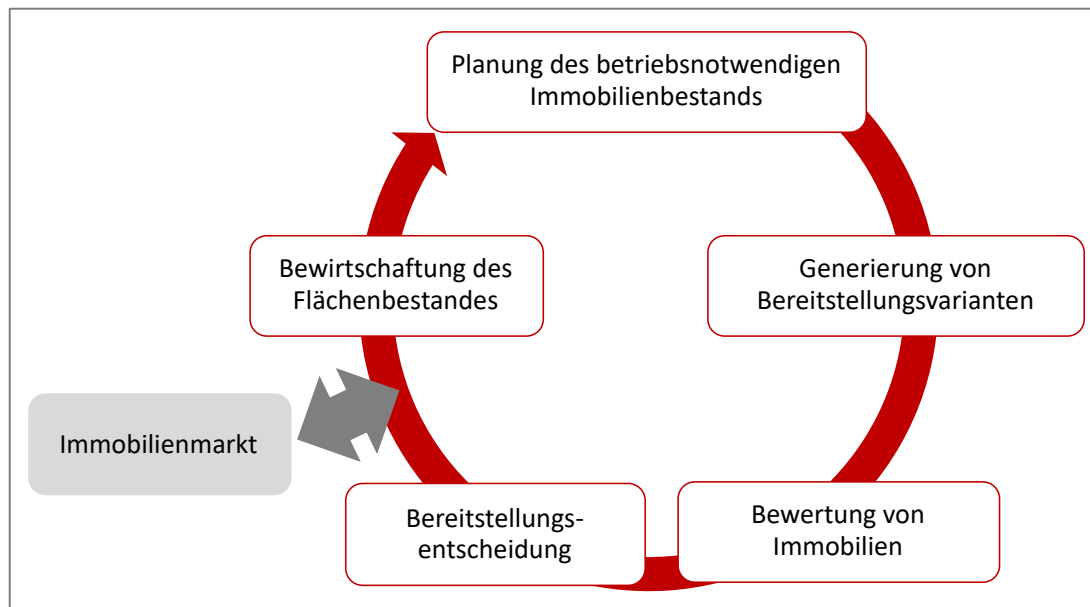 Planung des betriebsnotwendigen
Immobilienbestands
Generierung von
Bereitstellungsvarianten
Bewertung von
Immobilien
Bereitstellungs-
entscheidung
Bewirtschaftung des
Flächenbestandes
Immobilienmarkt